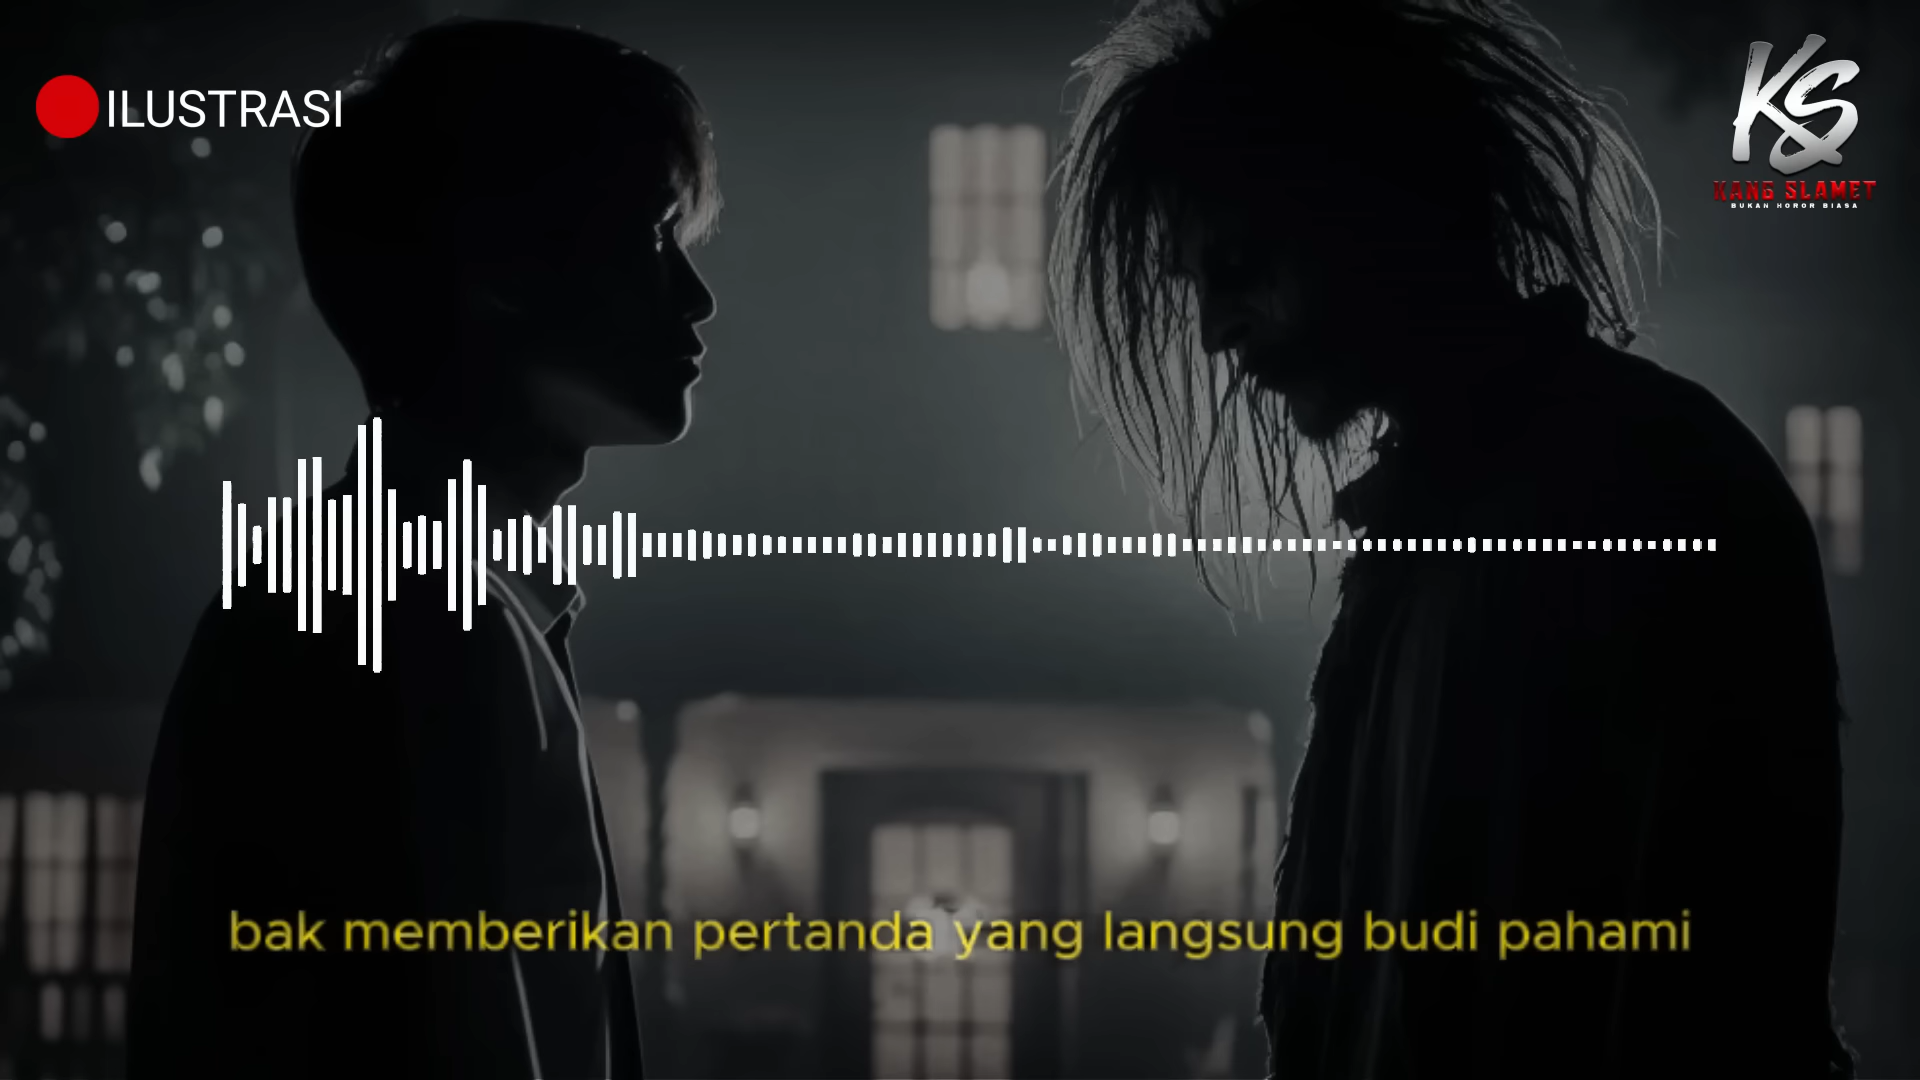 ILUSTRASI
KS
KANG SLAMET
BUKAN HOROR BIASA
bak memberikan pertanda yang langsung budi pahami